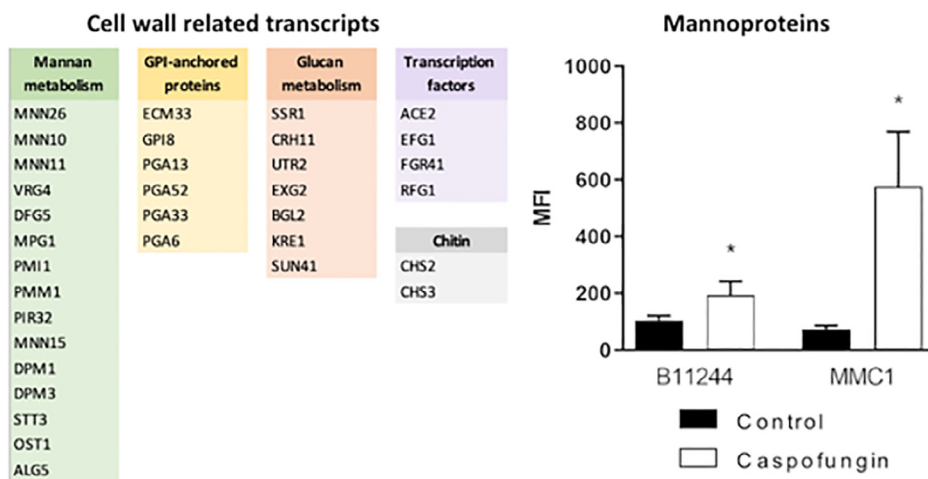 Cell wall related transcripts
Mannan
metabolism
MNN26
MNN10
MNN11
VRG4
DFG5
MPG1
PMI1
PMM1
PIR32
MNN15
DPM1
DPM3
STT3
OST1
ALG5
GPI-anchored
proteins
ECM33
GPI8
PGA13
PGA52
PGA33
PGA6
Glucan
metabolism
SSR1
CRH11
UTR2
EXG2
BGL2
KRE1
SUN41
Transcription
factors
ACE2
EFG1
FGR41
RFG1
Chitin
CHS2
CHS3
Mannoproteins
MFI
1000
800
600
400
200
0
*
*
B11244
MMC1
Control
Caspofungin